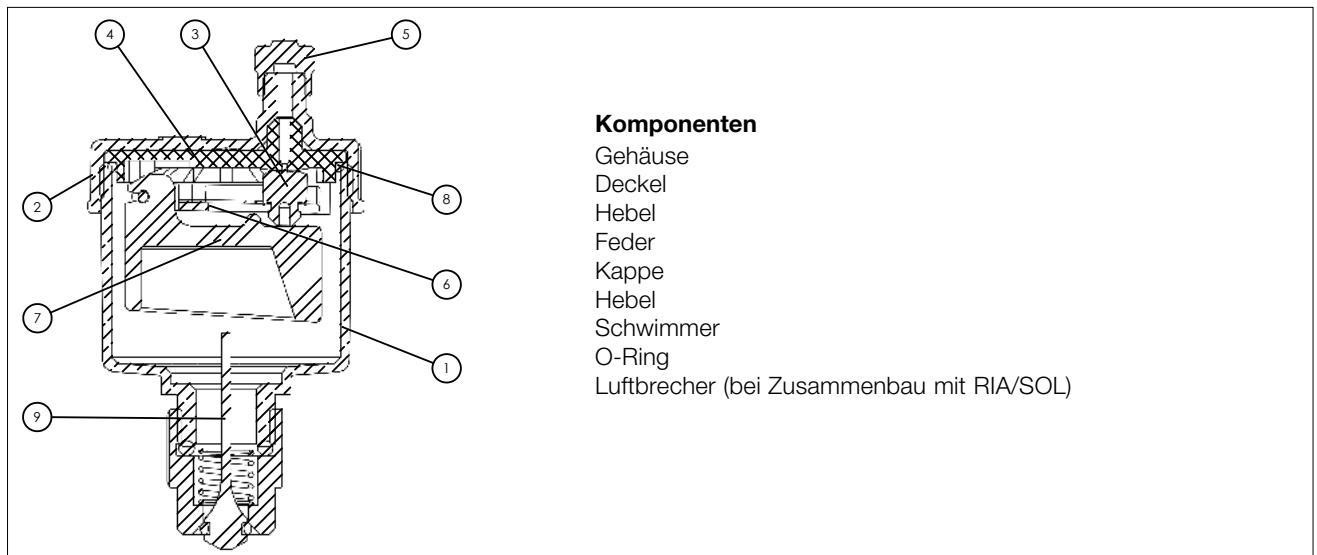 4
3
5
2
8
6
7
1
9
Komponenten
Gehäuse
Deckel
Hebel
Feder
Kappe
Hebel
Schwimmer
O-Ring
Luftbrecher (bei Zusammenbau mit RIA/SOL)